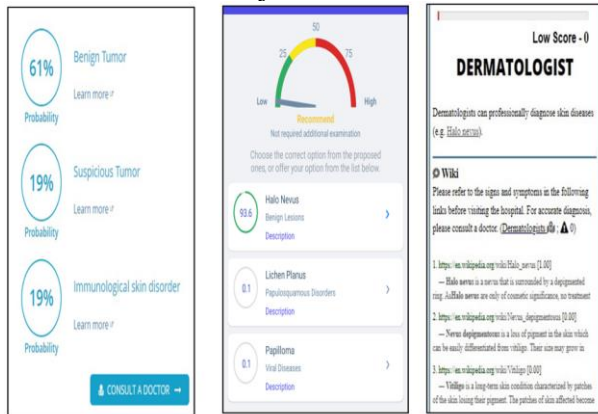 61%
Probability
Benign Tumor
Learn more
19%
Probability
Suspicious Tumor
Learn more
19%
Probability
Immunological skin disorder
Learn more
CONSULT A DOCTOR →
50
25
75
Low
High
Recommend
Not required additional examination
Choose the correct option from the proposed
ones, or offer your option from the list below.
93.6
Halo Nevus
Benign Lesions
Description
0.1
Lichen Planus
Papulosquamous Disorders
Description
0.1
Papilloma
Viral Diseases
Description
Low Score - 0
DERMATOLOGIST
Dermatologists can professionally diagnose skin diseases
(e.g. Halo nevus).
Wiki
Please refer to the signs and symptoms in the following
links before visiting the hospital. For accurate diagnosis,
please consult a doctor. (Dermatologists ; 0)
1. https://en.wikipedia.org/wiki/Halo_nevus [1.00]
— Halo nevus is a nevus that is surrounded by a depigmented
ring. AsHalo nevus are only of cosmetic significance, no treatment
2. https://en.wikipedia.org/wiki/Nevus_depigmentosus [0.00]
— Nevus depigmentosus is a loss of pigment in the skin which
can be easily differentiated from vitiligo. Their size may grow in
3. https://en.wikipedia.org/wiki/Vitiligo [0.00]
— Vitiligo is a long-term skin condition characterized by patches
of the skin losing their pigment. The patches of skin affected become